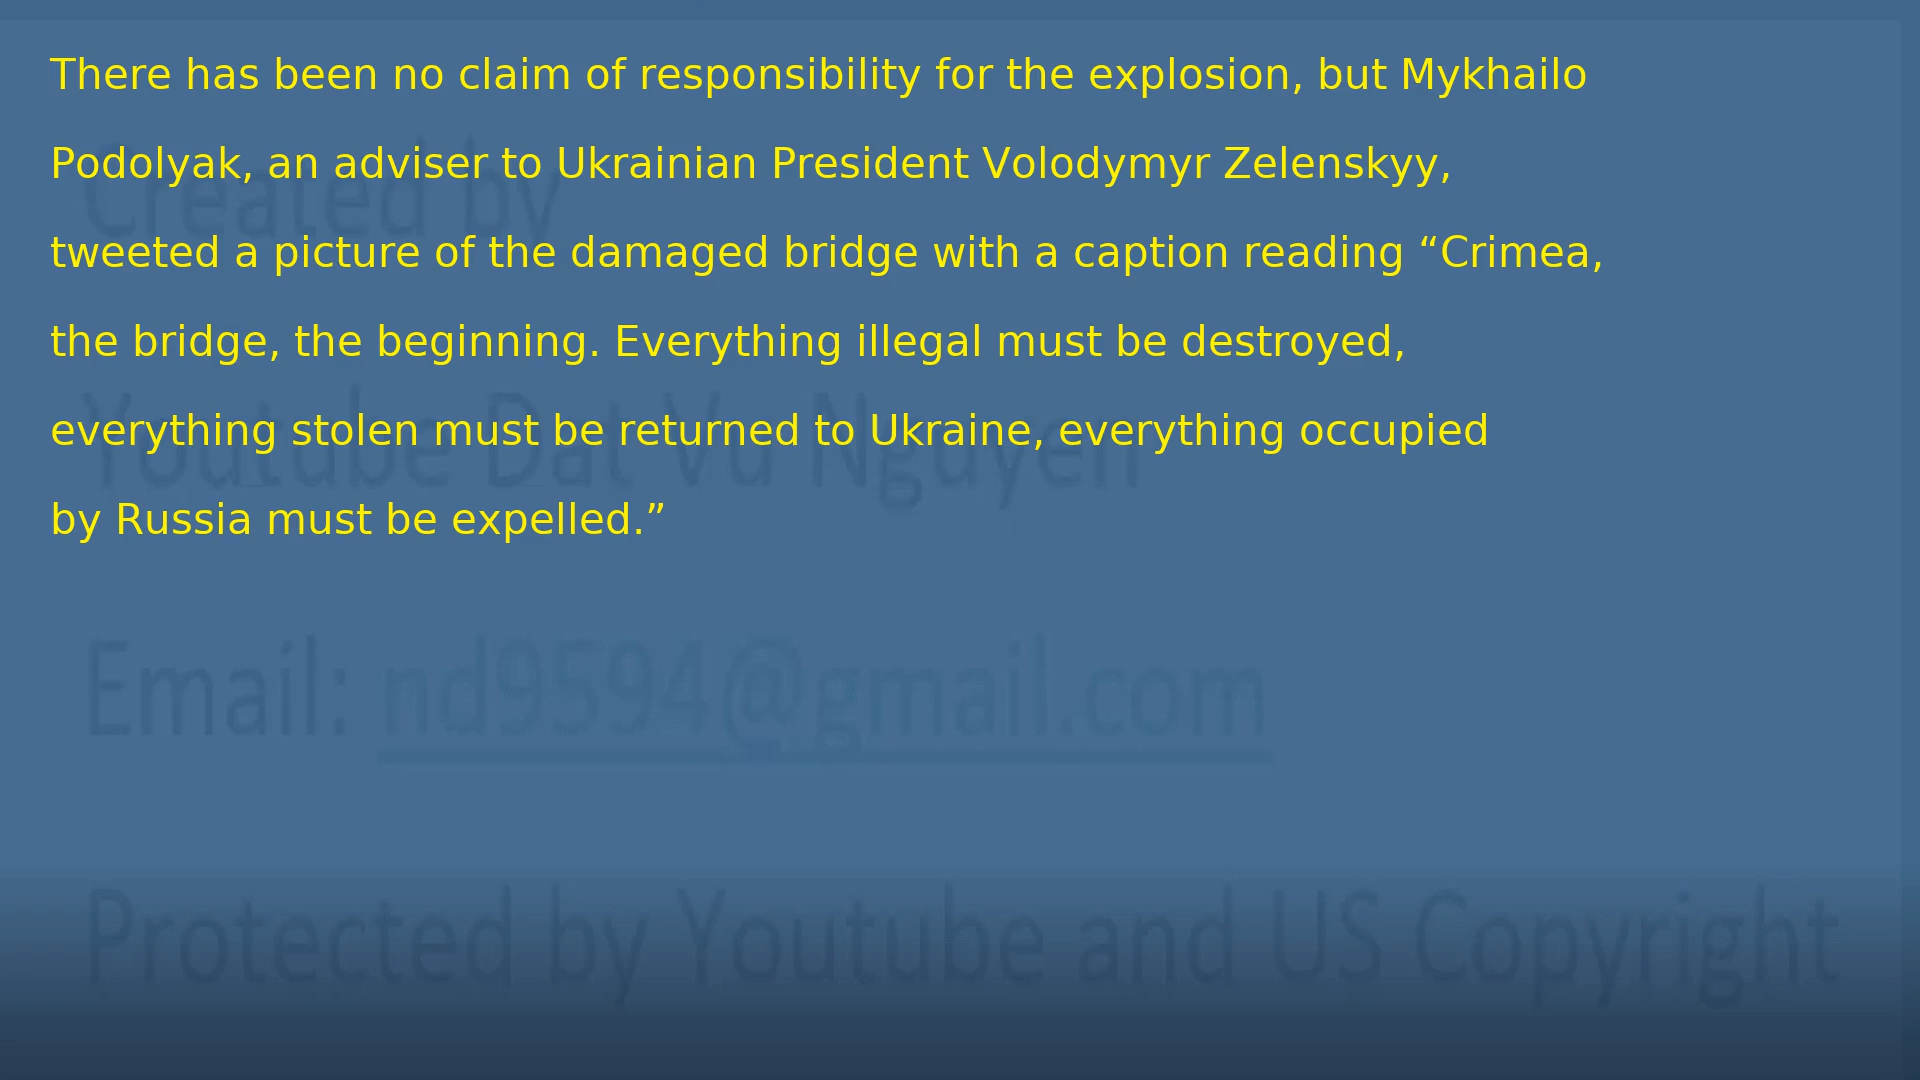 There has been no claim of responsibility for the explosion, but Mykhailo
Created by
Podolyak, an adviser to Ukrainian President Volodymyr Zelenskyy,
tweeted a picture of the damaged bridge with a caption reading “Crimea,
the bridge, the beginning. Everything illegal must be destroyed,
Youtube Dat Vu Nguyen
everything stolen must be returned to Ukraine, everything occupied
by Russia must be expelled.”
Email: nd9594@gmail.com
Protected by Youtube and US Copyright